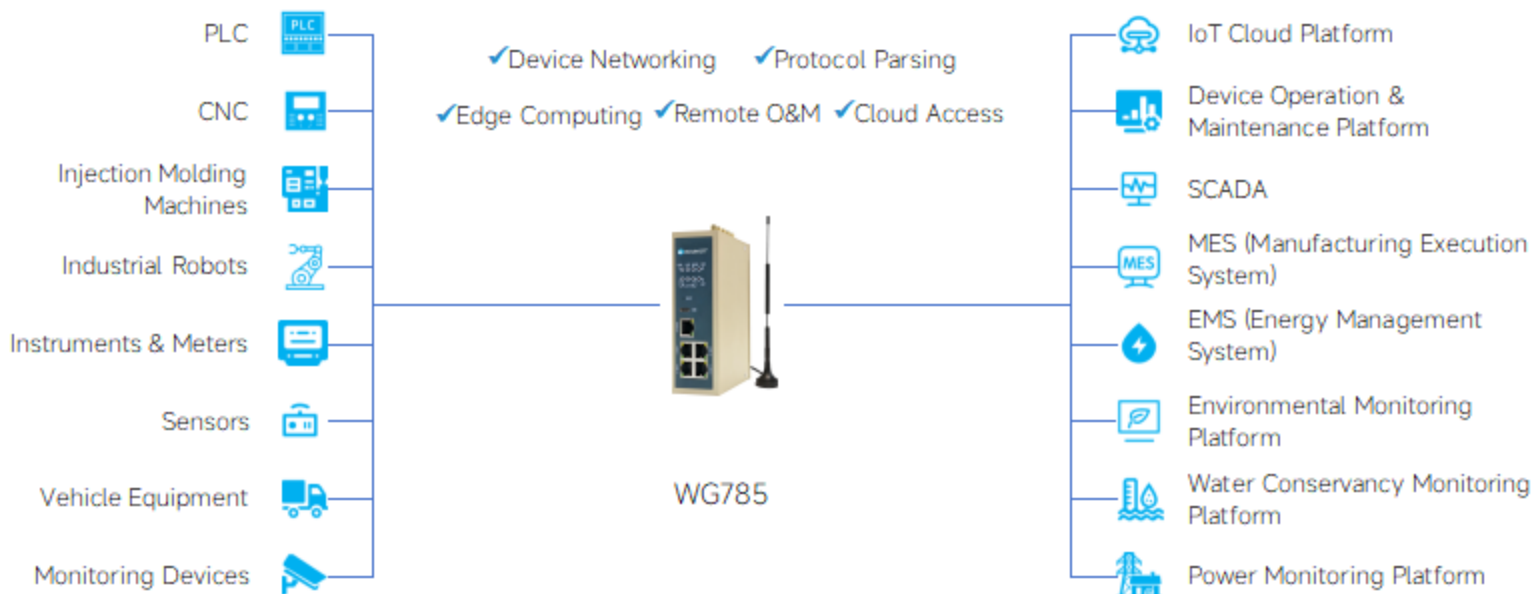 PLC
PLC
CNC
Injection Molding
Machines
Industrial Robots
Instruments & Meters
Sensors
Vehicle Equipment
Monitoring Devices
✓Device Networking ✓Protocol Parsing
✓Edge Computing ✓Remote O&M ✓Cloud Access
WG785
IoT Cloud Platform
Device Operation &
Maintenance Platform
SCADA
MES
MES (Manufacturing Execution
System)
EMS (Energy Management
System)
Environmental Monitoring
Platform
Water Conservancy Monitoring
Platform
Power Monitoring Platform